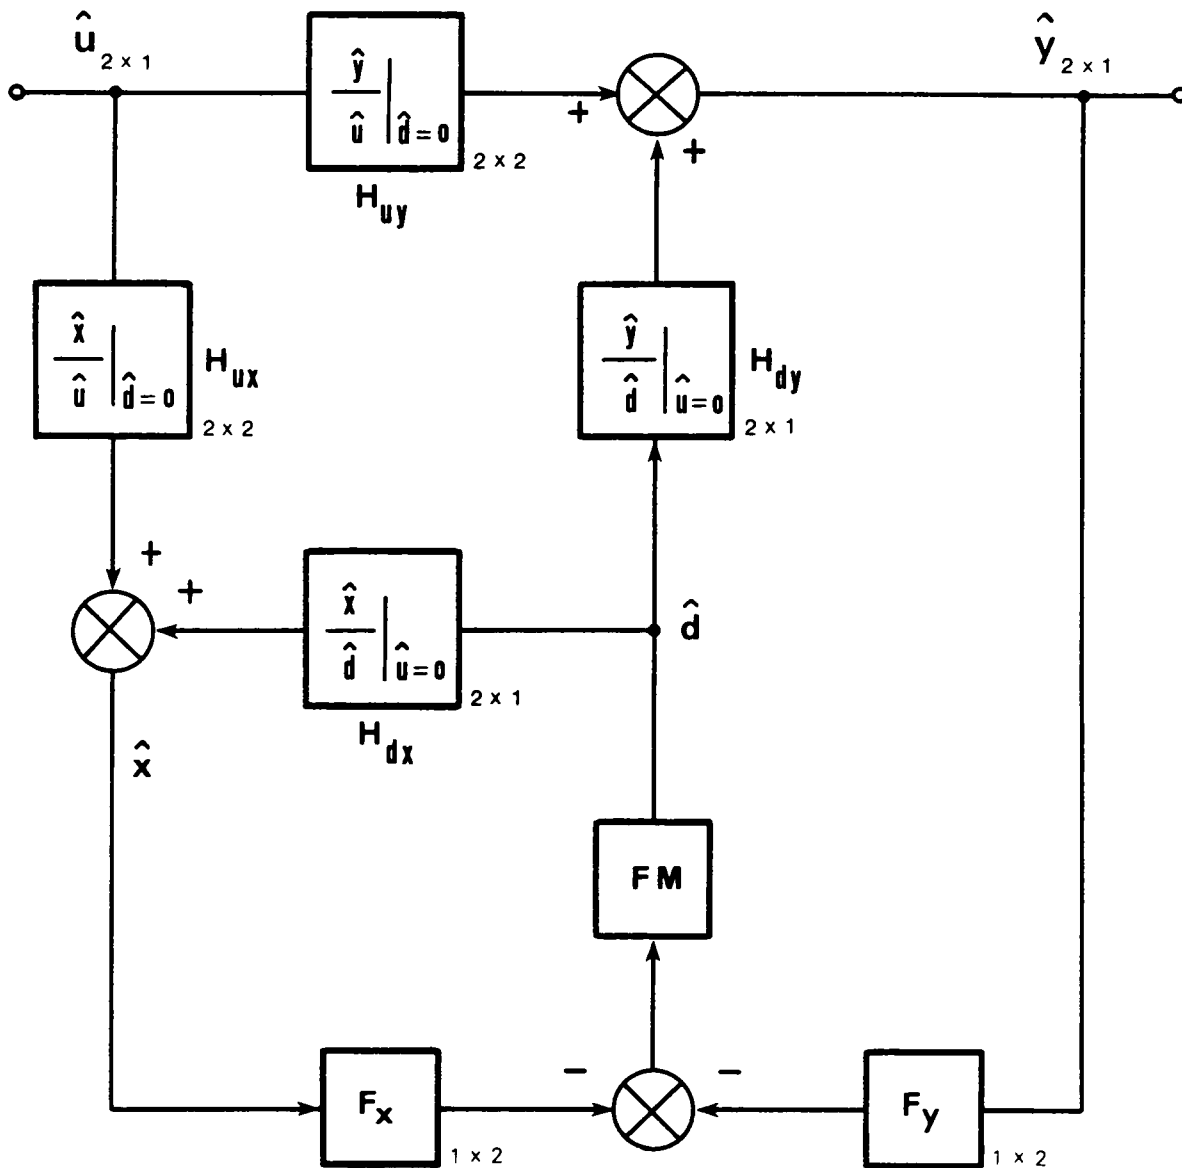 û 2 x 1
ŷ 2 x 1
ŷ
û | d̂=0
2 x 2
+
+
H uy
x̂
û | d̂=0
H ux
2 x 2
ŷ
d̂ | û=0
H dy
2 x 1
+
+
x̂
d̂ | û=0
2 x 1
H dx
d̂
x̂
FM
−
−
F x
1 x 2
F y
1 x 2